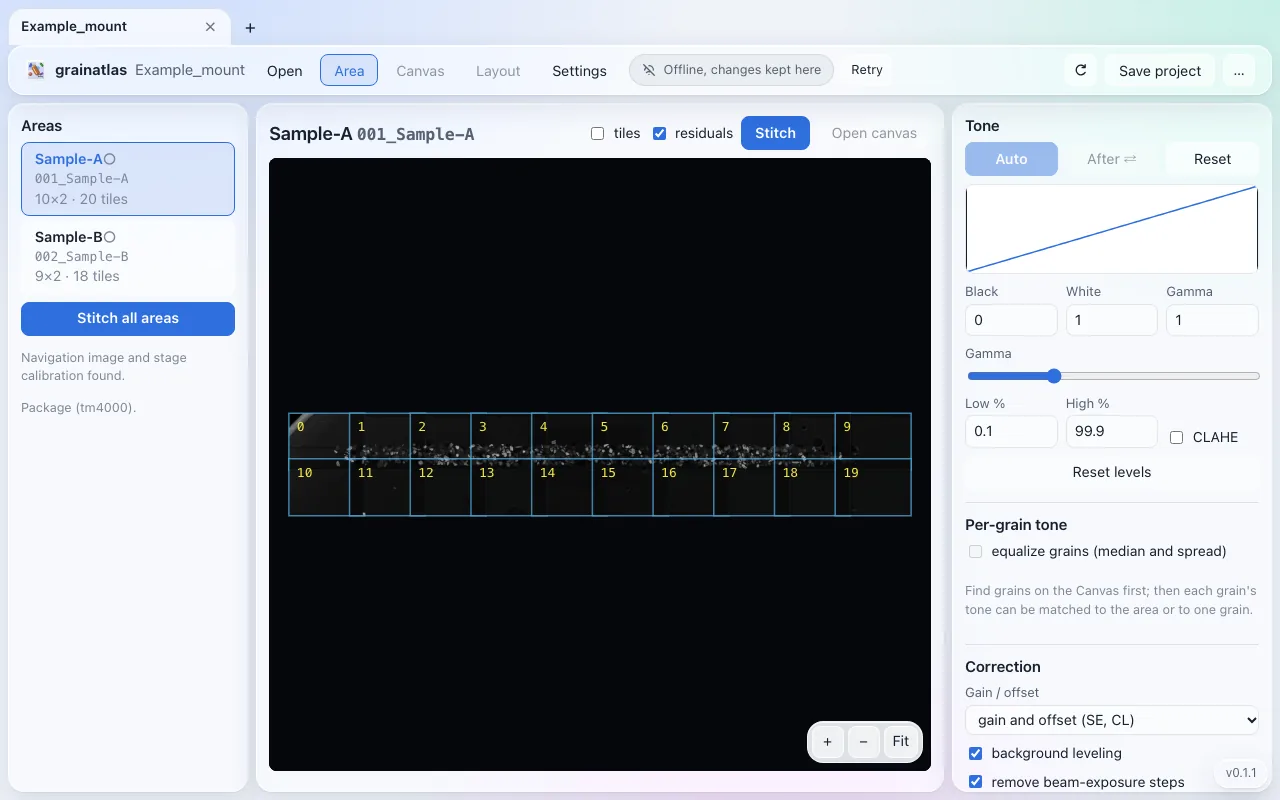 Example_mount
grainatlas Example_mount Open Area Canvas Layout Settings Offline, changes kept here Retry Save project ...
Areas
Sample-A
001_Sample-A
10×2 · 20 tiles
Sample-B
002_Sample-B
9×2 · 18 tiles
Stitch all areas
Navigation image and stage
calibration found.
Package (tm4000).
Sample-A 001_Sample-A tiles residuals Stitch Open canvas
0 1 2 3 4 5 6 7 8 9
10 11 12 13 14 15 16 17 18 19
+ − Fit
Tone
Auto After ⇄ Reset
Black White Gamma
0 1 1
Gamma
Low % High %
0.1 99.9 CLAHE
Reset levels
Per-grain tone
equalize grains (median and spread)
Find grains on the Canvas first; then each grain's
tone can be matched to the area or to one grain.
Correction
Gain / offset
gain and offset (SE, CL)
background leveling
remove beam-exposure steps
v0.1.1